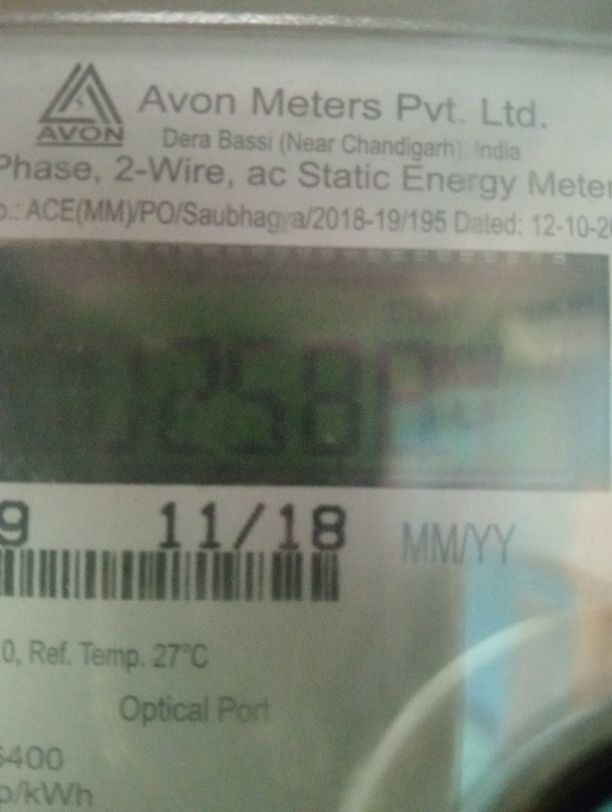 Avon Meters Pvt. Ltd.
AVON
Dera Bassi (Near Chandigarh), India
Phase, 2-Wire, ac Static Energy Meter
o.: ACE(MM)/PO/Saubhagya/2018-19/195 Dated: 12-10-20
9 11/18 MM/YY
.0, Ref. Temp. 27°C
Optical Port
6400
p/kWh